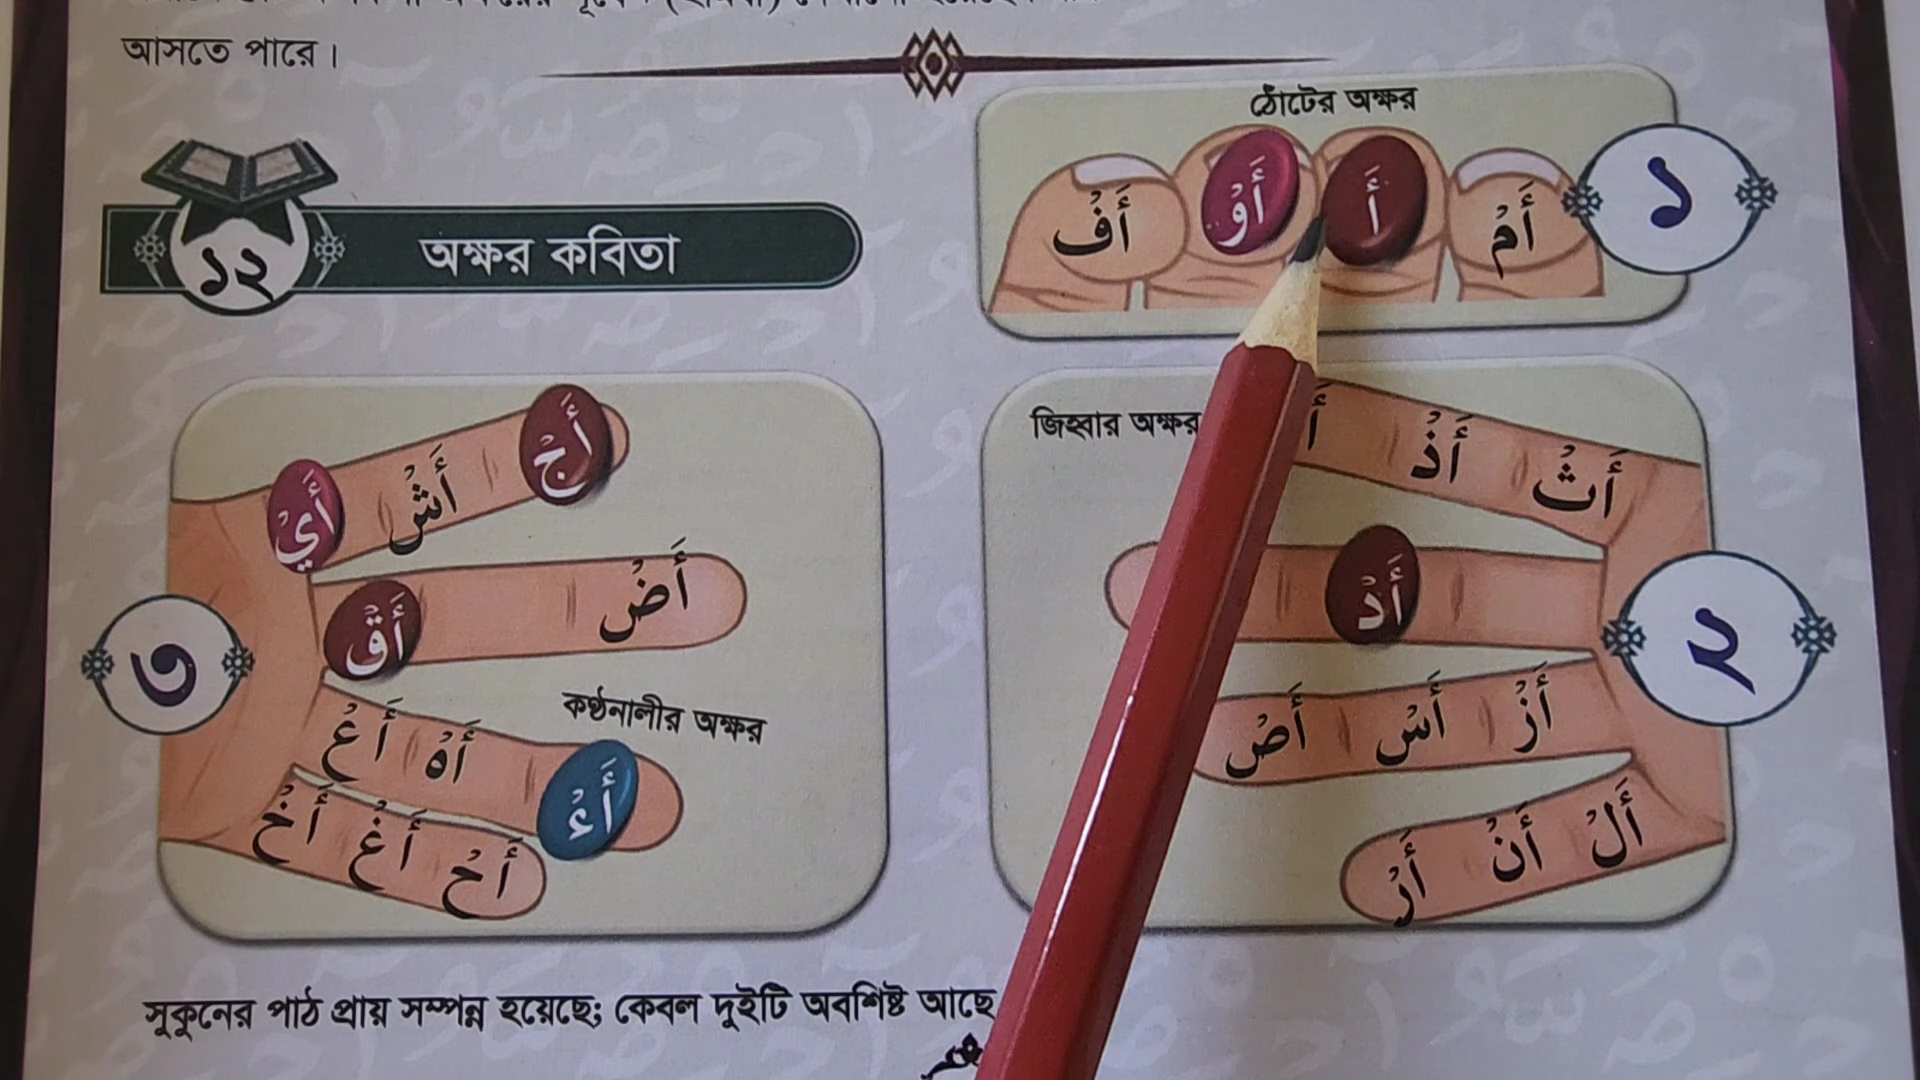 আসতে পারে।
১২ অক্ষর কবিতা
ঠোঁটের অক্ষর
১
أَمْ أَ أَوْ أَفْ
জিহ্বার অক্ষর
২
أَثْ أَذْ
أَدْ
أَزْ أَسْ أَصْ
أَلْ أَنْ أَرْ
৩
أَجْ أَشْ أَيْ
أَضْ أَقْ
কণ্ঠনালীর অক্ষর
أَءْ أَهْ أَعْ
أَحْ أَغْ أَخْ
সুকুনের পাঠ প্রায় সম্পন্ন হয়েছে; কেবল দুইটি অবশিষ্ট আছে